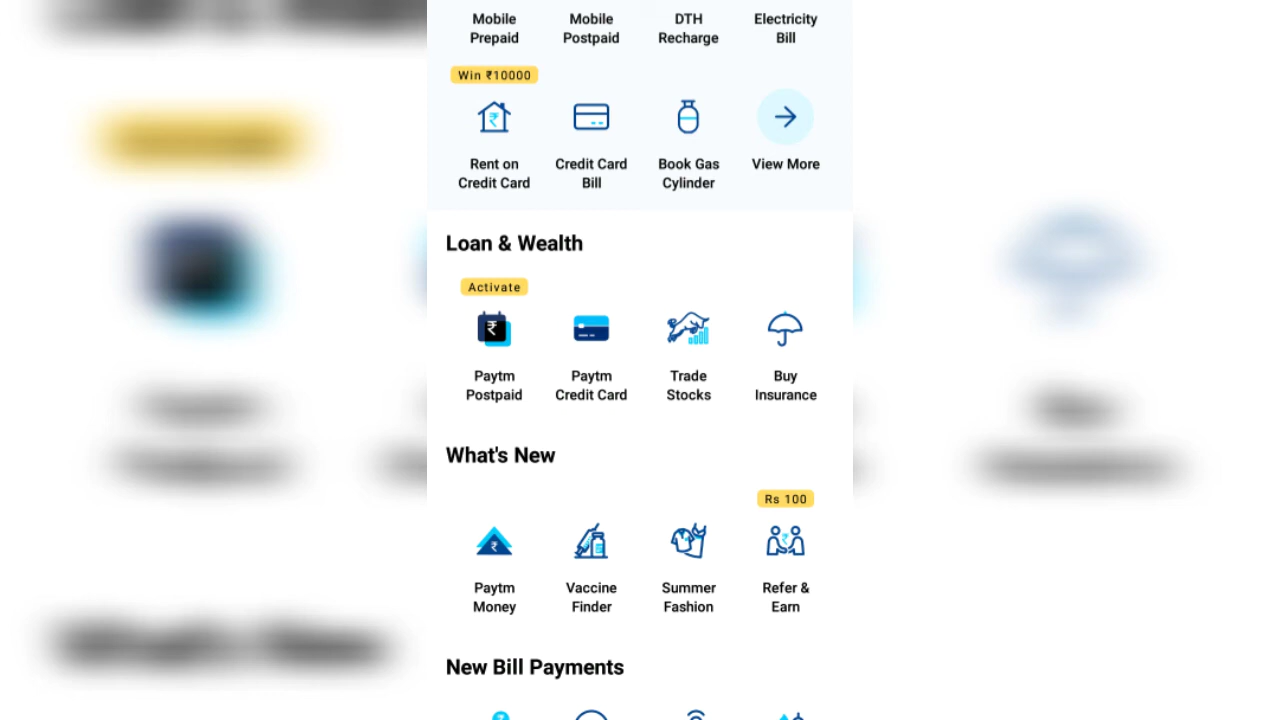 Mobile Mobile DTH Electricity
Prepaid Postpaid Recharge Bill
Win ₹10000
Rent on Credit Card Book Gas View More
Credit Card Bill Cylinder
Loan & Wealth
Activate
₹
Paytm Paytm Trade Buy
Postpaid Credit Card Stocks Insurance
What's New
Rs 100
Paytm Vaccine Summer Refer &
Money Finder Fashion Earn
New Bill Payments